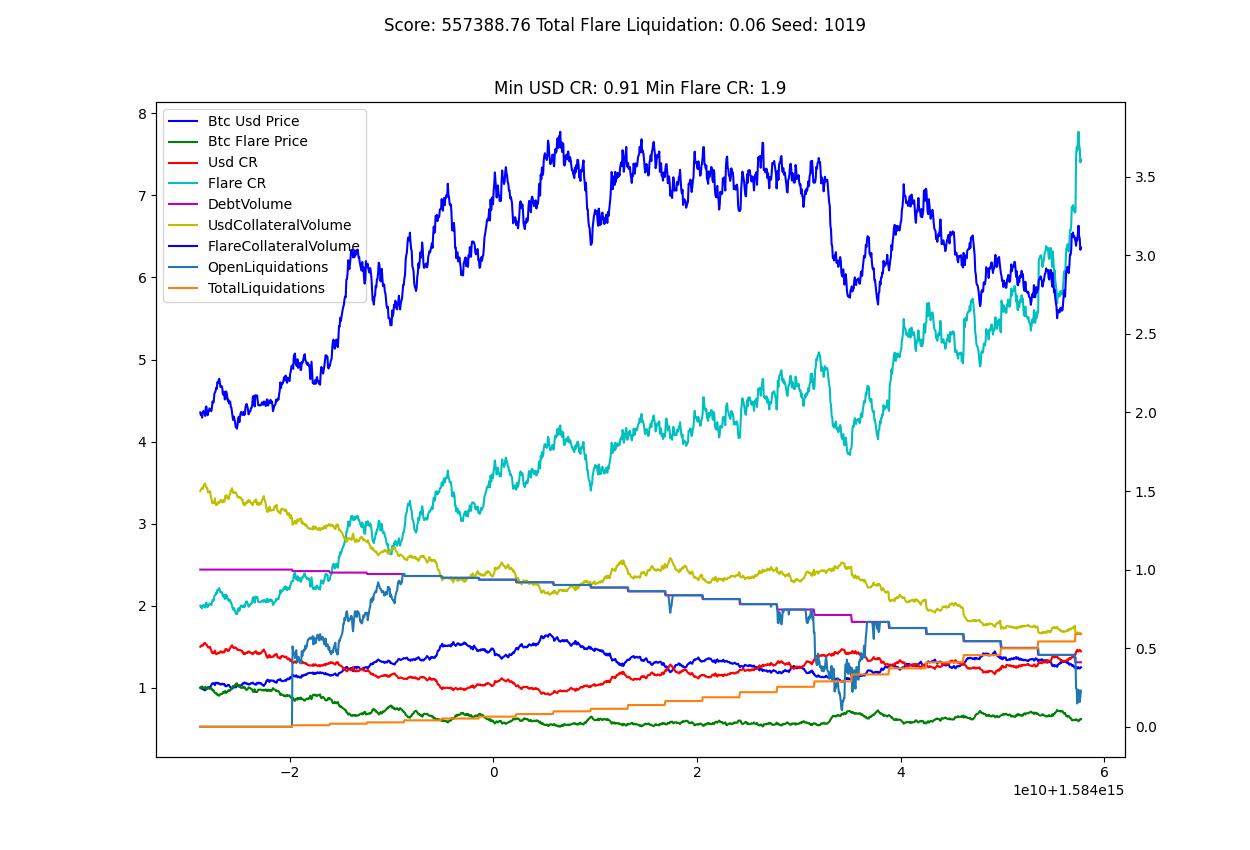 Score: 557388.76 Total Flare Liquidation: 0.06 Seed: 1019
Min USD CR: 0.91 Min Flare CR: 1.9
Btc Usd Price
Btc Flare Price
Usd CR
Flare CR
DebtVolume
UsdCollateralVolume
FlareCollateralVolume
OpenLiquidations
TotalLiquidations
8
7
6
5
4
3
2
1
3.5
3.0
2.5
2.0
1.5
1.0
0.5
0.0
−2 0 2 4 6
1e10+1.584e15